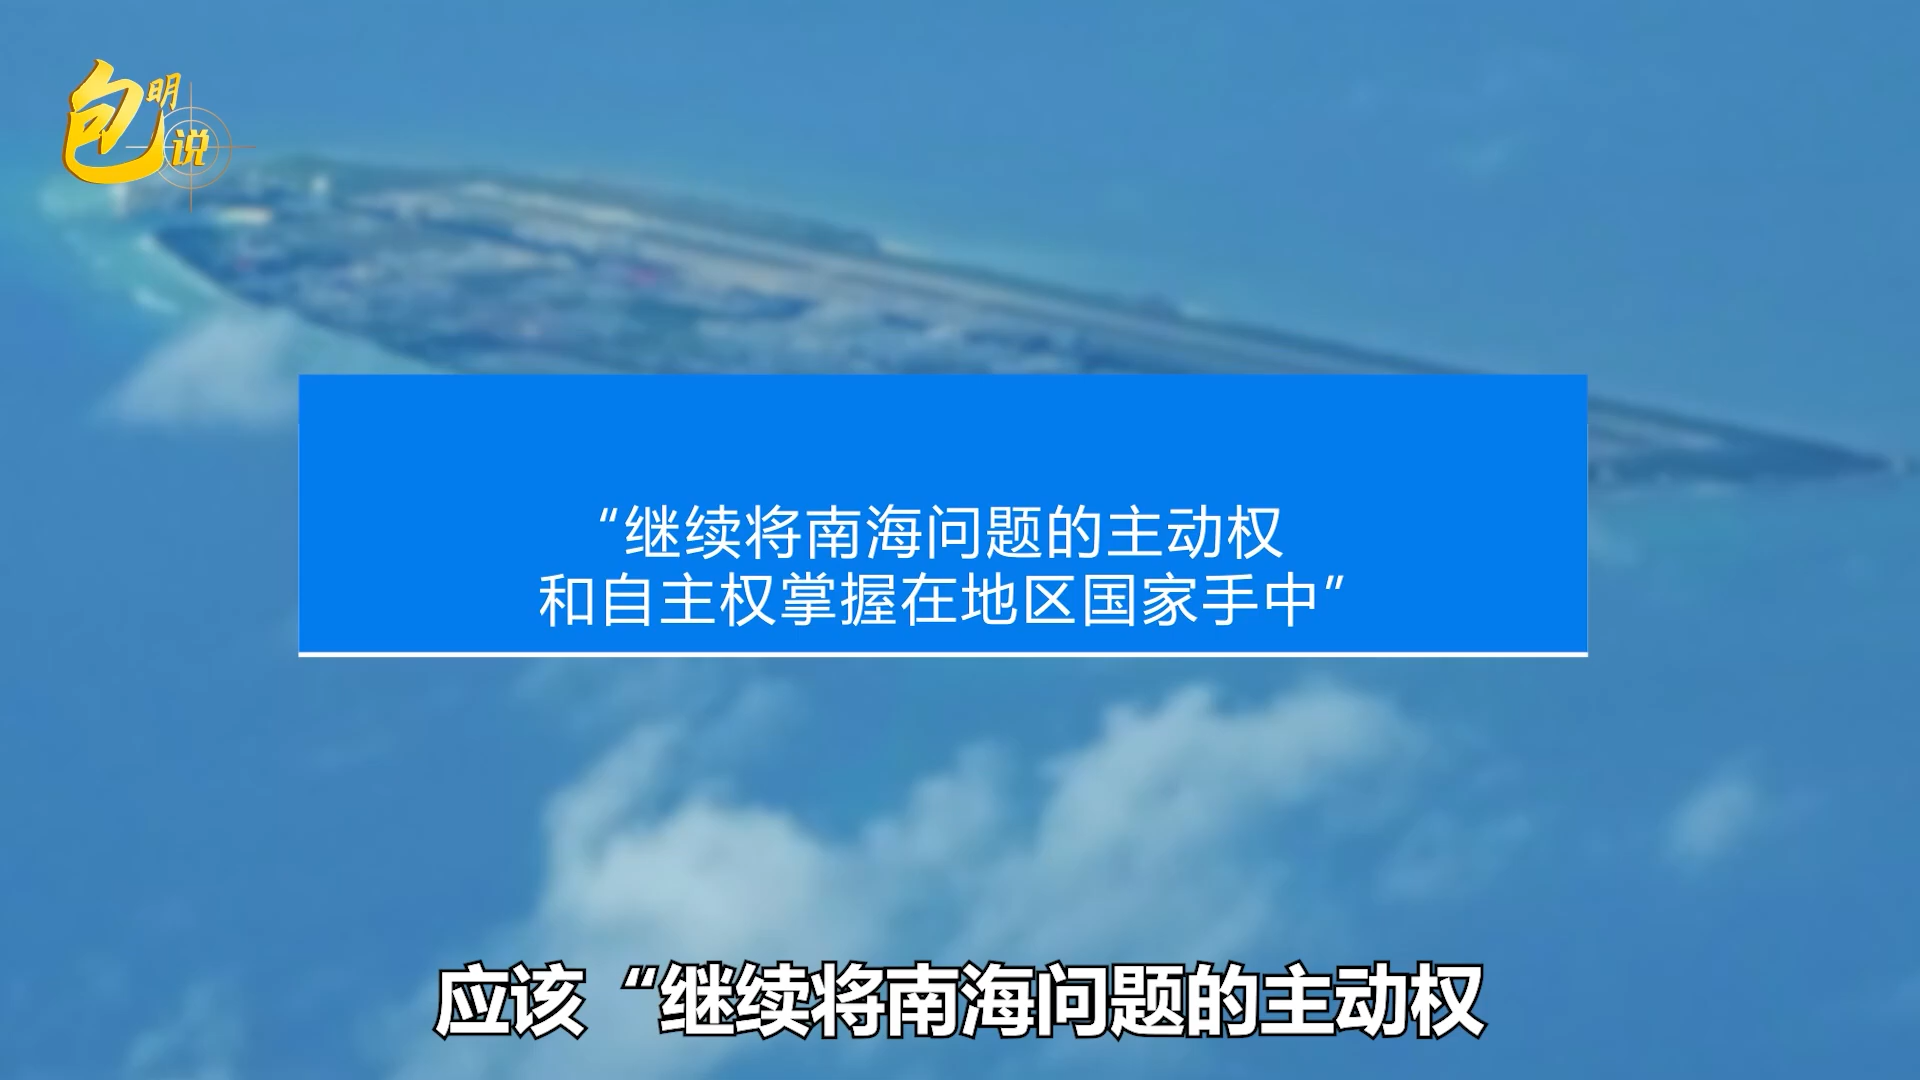 包明说
“继续将南海问题的主动权
和自主权掌握在地区国家手中”
应该“继续将南海问题的主动权